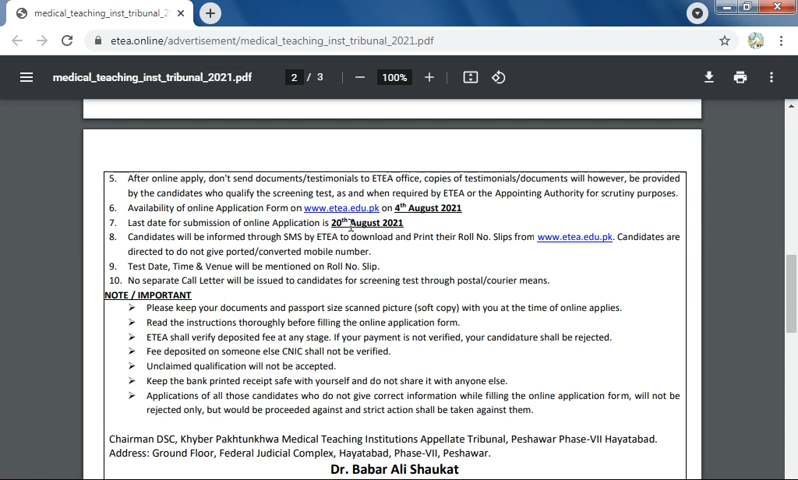 medical_teaching_inst_tribunal_2
etea.online/advertisement/medical_teaching_inst_tribunal_2021.pdf
medical_teaching_inst_tribunal_2021.pdf
2 / 3
100%
5. After online apply, don't send documents/testimonials to ETEA office, copies of testimonials/documents will however, be provided
by the candidates who qualify the screening test, as and when required by ETEA or the Appointing Authority for scrutiny purposes.
6. Availability of online Application Form on www.etea.edu.pk on 4th August 2021
7. Last date for submission of online Application is 20th August 2021
8. Candidates will be informed through SMS by ETEA to download and Print their Roll No. Slips from www.etea.edu.pk. Candidates are
directed to do not give ported/converted mobile number.
9. Test Date, Time & Venue will be mentioned on Roll No. Slip.
10. No separate Call Letter will be issued to candidates for screening test through postal/courier means.
NOTE / IMPORTANT
➢ Please keep your documents and passport size scanned picture (soft copy) with you at the time of online applies.
➢ Read the instructions thoroughly before filling the online application form.
➢ ETEA shall verify deposited fee at any stage. If your payment is not verified, your candidature shall be rejected.
➢ Fee deposited on someone else CNIC shall not be verified.
➢ Unclaimed qualification will not be accepted.
➢ Keep the bank printed receipt safe with yourself and do not share it with anyone else.
➢ Applications of all those candidates who do not give correct information while filling the online application form, will not be
rejected only, but would be proceeded against and strict action shall be taken against them.
Chairman DSC, Khyber Pakhtunkhwa Medical Teaching Institutions Appellate Tribunal, Peshawar Phase-VII Hayatabad.
Address: Ground Floor, Federal Judicial Complex, Hayatabad, Phase-VII, Peshawar.
Dr. Babar Ali Shaukat